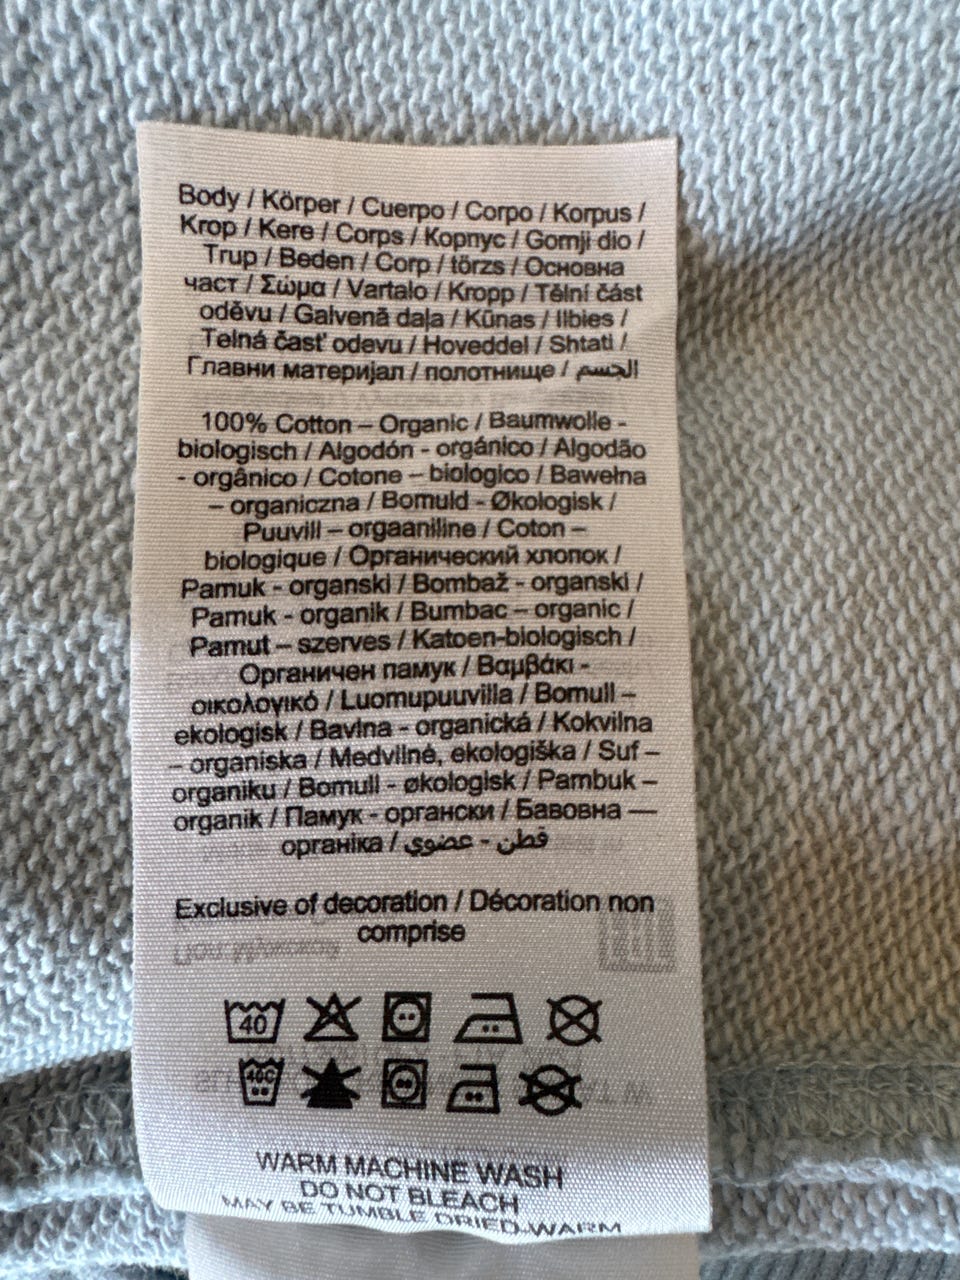 Body / Körper / Cuerpo / Corpo / Korpus /
Krop / Kere / Corps / Корпус / Gornji dio /
Trup / Beden / Corp / törzs / Основна
част / Σώμα / Vartalo / Kropp / Tělní část
oděvu / Galvenā daļa / Kūnas / Ilbies /
Telná časť odevu / Hoveddel / Shtati /
Главни материјал / полотнище / الجسم
100% Cotton – Organic / Baumwolle -
biologisch / Algodón - orgánico / Algodão
- orgânico / Cotone – biologico / Bawełna
– organiczna / Bomuld - Økologisk /
Puuvill – orgaaniline / Coton –
biologique / Органический хлопок /
Pamuk - organski / Bombaž - organski /
Pamuk - organik / Bumbac – organic /
Pamut – szerves / Katoen-biologisch /
Органичен памук / Βαμβάκι -
οικολογικό / Luomupuuvilla / Bomull –
ekologisk / Bavlna - organická / Kokvilna
– organiska / Medvilnė, ekologiška / Suf –
organiku / Bomull - økologisk / Pambuk –
organik / Памук - органски / Бавовна —
органіка / قطن - عضوي
Exclusive of decoration / Décoration non
comprise
40
40C
WARM MACHINE WASH
DO NOT BLEACH
MAY BE TUMBLE DRIED WARM